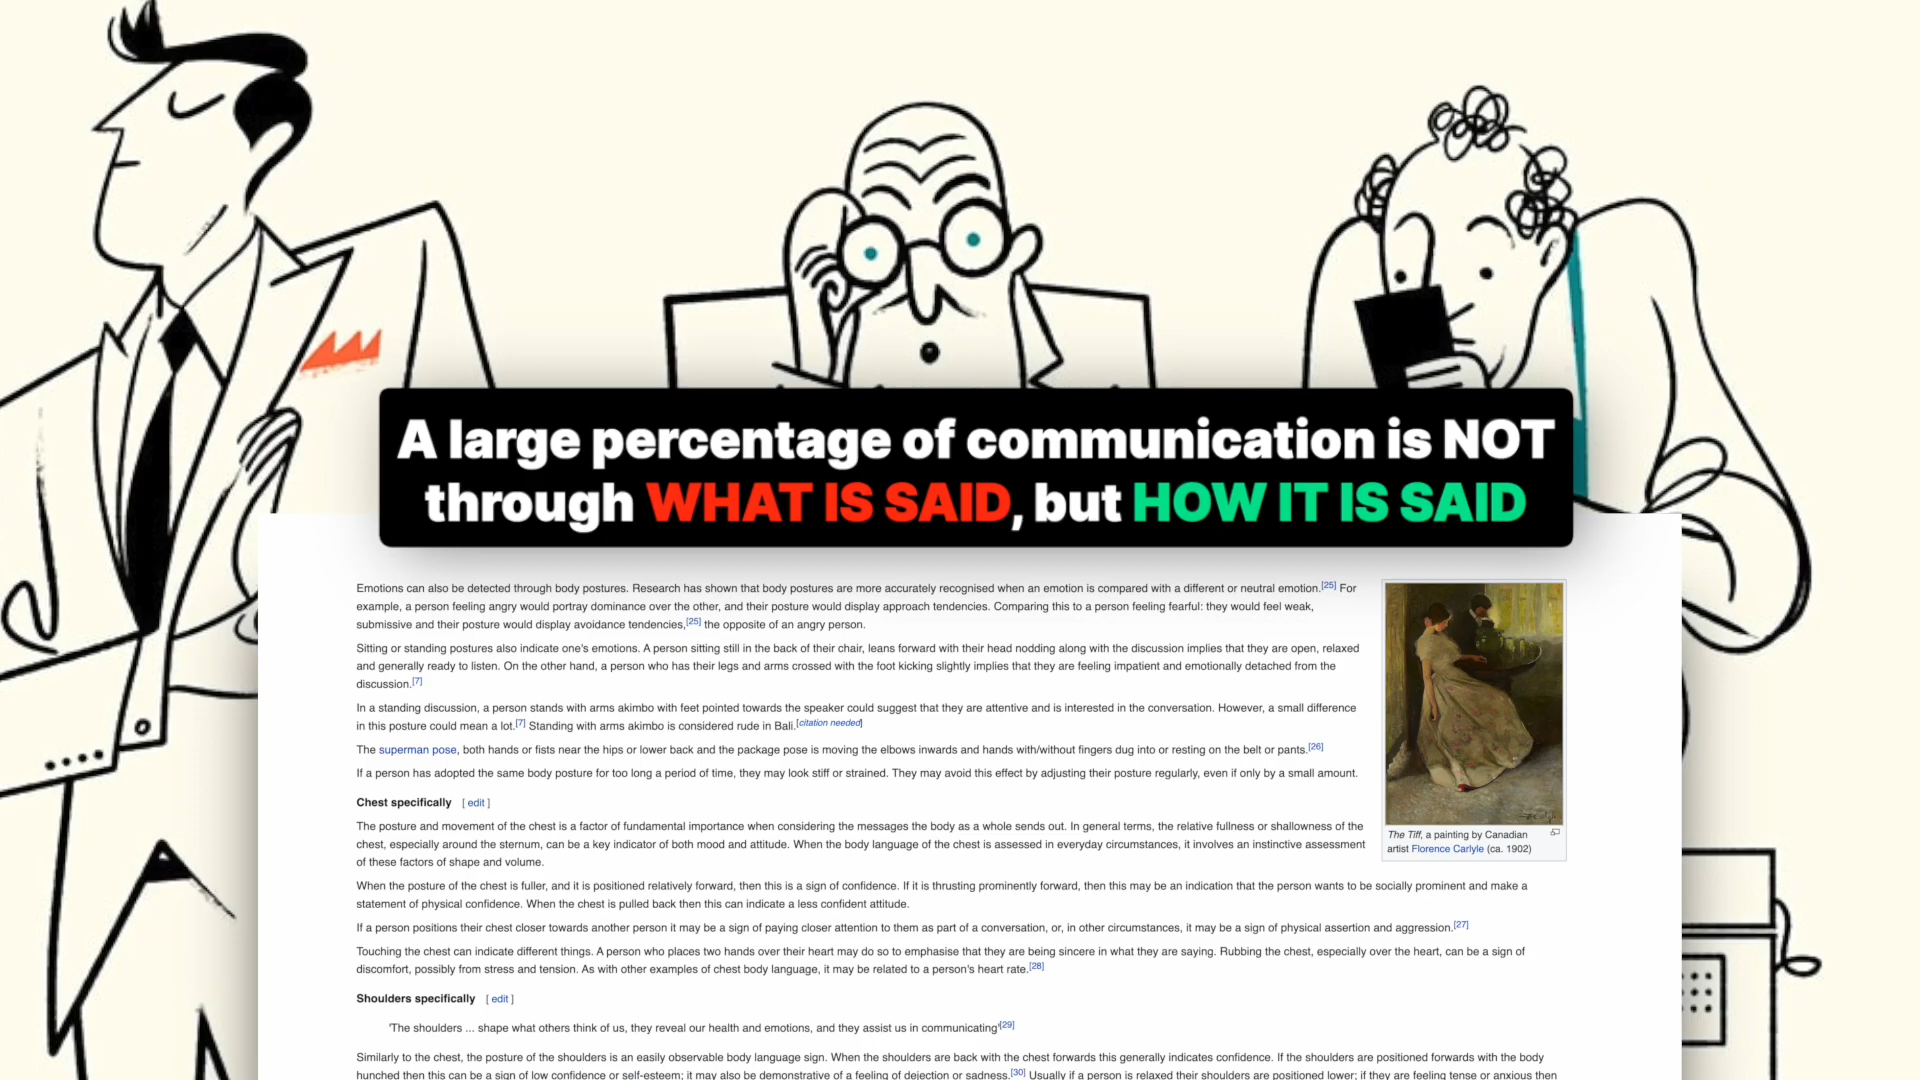 A large percentage of communication is NOT
through WHAT IS SAID, but HOW IT IS SAID
Emotions can also be detected through body postures. Research has shown that body postures are more accurately recognised when an emotion is compared with a different or neutral emotion.[25] For
example, a person feeling angry would portray dominance over the other, and their posture would display approach tendencies. Comparing this to a person feeling fearful: they would feel weak,
submissive and their posture would display avoidance tendencies,[25] the opposite of an angry person.
Sitting or standing postures also indicate one's emotions. A person sitting still in the back of their chair, leans forward with their head nodding along with the discussion implies that they are open, relaxed
and generally ready to listen. On the other hand, a person who has their legs and arms crossed with the foot kicking slightly implies that they are feeling impatient and emotionally detached from the
discussion.[7]
In a standing discussion, a person stands with arms akimbo with feet pointed towards the speaker could suggest that they are attentive and is interested in the conversation. However, a small difference
in this posture could mean a lot.[7] Standing with arms akimbo is considered rude in Bali.[citation needed]
The superman pose, both hands or fists near the hips or lower back and the package pose is moving the elbows inwards and hands with/without fingers dug into or resting on the belt or pants.[26]
If a person has adopted the same body posture for too long a period of time, they may look stiff or strained. They may avoid this effect by adjusting their posture regularly, even if only by a small amount.
The Tiff, a painting by Canadian
artist Florence Carlyle (ca. 1902)
Chest specifically [ edit ]
The posture and movement of the chest is a factor of fundamental importance when considering the messages the body as a whole sends out. In general terms, the relative fullness or shallowness of the
chest, especially around the sternum, can be a key indicator of both mood and attitude. When the body language of the chest is assessed in everyday circumstances, it involves an instinctive assessment
of these factors of shape and volume.
When the posture of the chest is fuller, and it is positioned relatively forward, then this is a sign of confidence. If it is thrusting prominently forward, then this may be an indication that the person wants to be socially prominent and make a
statement of physical confidence. When the chest is pulled back then this can indicate a less confident attitude.
If a person positions their chest closer towards another person it may be a sign of paying closer attention to them as part of a conversation, or, in other circumstances, it may be a sign of physical assertion and aggression.[27]
Touching the chest can indicate different things. A person who places two hands over their heart may do so to emphasise that they are being sincere in what they are saying. Rubbing the chest, especially over the heart, can be a sign of
discomfort, possibly from stress and tension. As with other examples of chest body language, it may be related to a person's heart rate.[28]
Shoulders specifically [ edit ]
'The shoulders ... shape what others think of us, they reveal our health and emotions, and they assist us in communicating'[29]
Similarly to the chest, the posture of the shoulders is an easily observable body language sign. When the shoulders are back with the chest forwards this generally indicates confidence. If the shoulders are positioned forwards with the body
hunched then this can be a sign of low confidence or self-esteem; it may also be demonstrative of a feeling of dejection or sadness.[30] Usually if a person is relaxed their shoulders are positioned lower; if they are feeling tense or anxious then